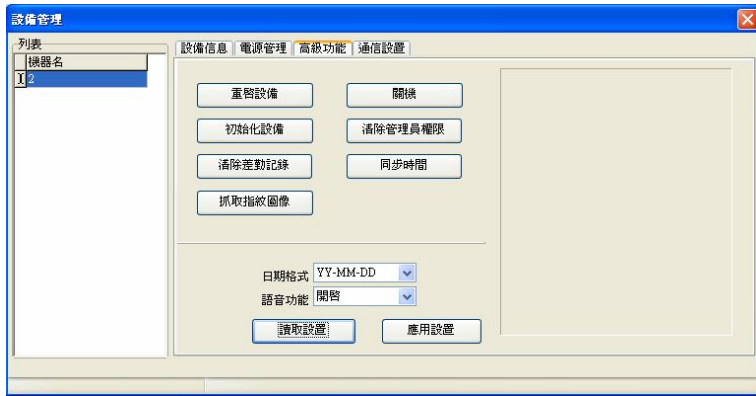 設備管理
列表
機器名
2
設備信息 電源管理 高級功能 通信設置
重啓設備 關機
初始化設備 清除管理員權限
清除差勤記錄 同步時間
抓取指紋圖像
日期格式 YY-MM-DD
語音功能 開啓
讀取設置 應用設置